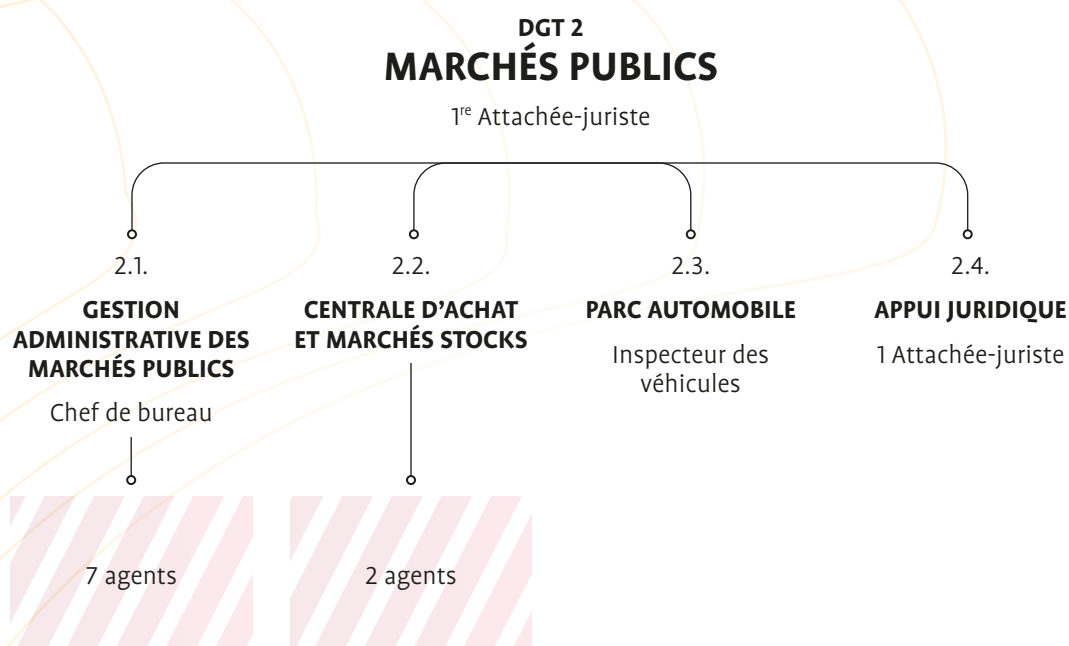 DGT 2
MARCHÉS PUBLICS
1re Attachée-juriste
2.1.
GESTION
ADMINISTRATIVE DES
MARCHÉS PUBLICS
Chef de bureau
7 agents
2.2.
CENTRALE D’ACHAT
ET MARCHÉS STOCKS
2 agents
2.3.
PARC AUTOMOBILE
Inspecteur des
véhicules
2.4.
APPUI JURIDIQUE
1 Attachée-juriste